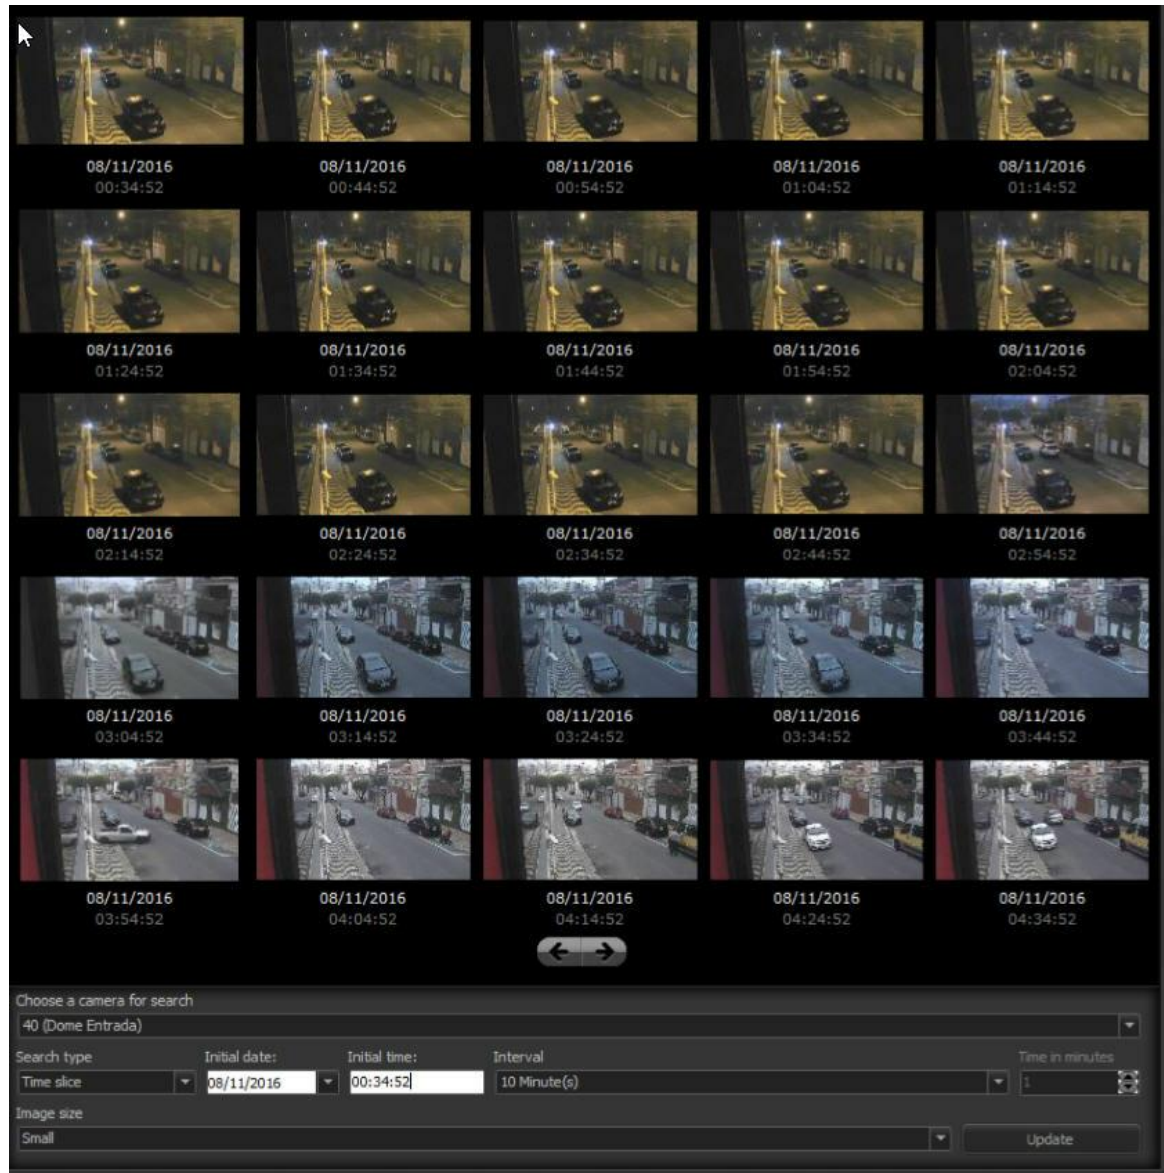 08/11/2016 08/11/2016 08/11/2016 08/11/2016 08/11/2016
00:34:52 00:44:52 00:54:52 01:04:52 01:14:52
08/11/2016 08/11/2016 08/11/2016 08/11/2016 08/11/2016
01:24:52 01:34:52 01:44:52 01:54:52 02:04:52
08/11/2016 08/11/2016 08/11/2016 08/11/2016 08/11/2016
02:14:52 02:24:52 02:34:52 02:44:52 02:54:52
08/11/2016 08/11/2016 08/11/2016 08/11/2016 08/11/2016
03:04:52 03:14:52 03:24:52 03:34:52 03:44:52
08/11/2016 08/11/2016 08/11/2016 08/11/2016 08/11/2016
03:54:52 04:04:52 04:14:52 04:24:52 04:34:52
Choose a camera for search
40 (Dome Entrada)
Search type Initial date: Initial time: Interval Time in minutes
Time slice 08/11/2016 00:34:52 10 Minute(s) 1
Image size
Small Update